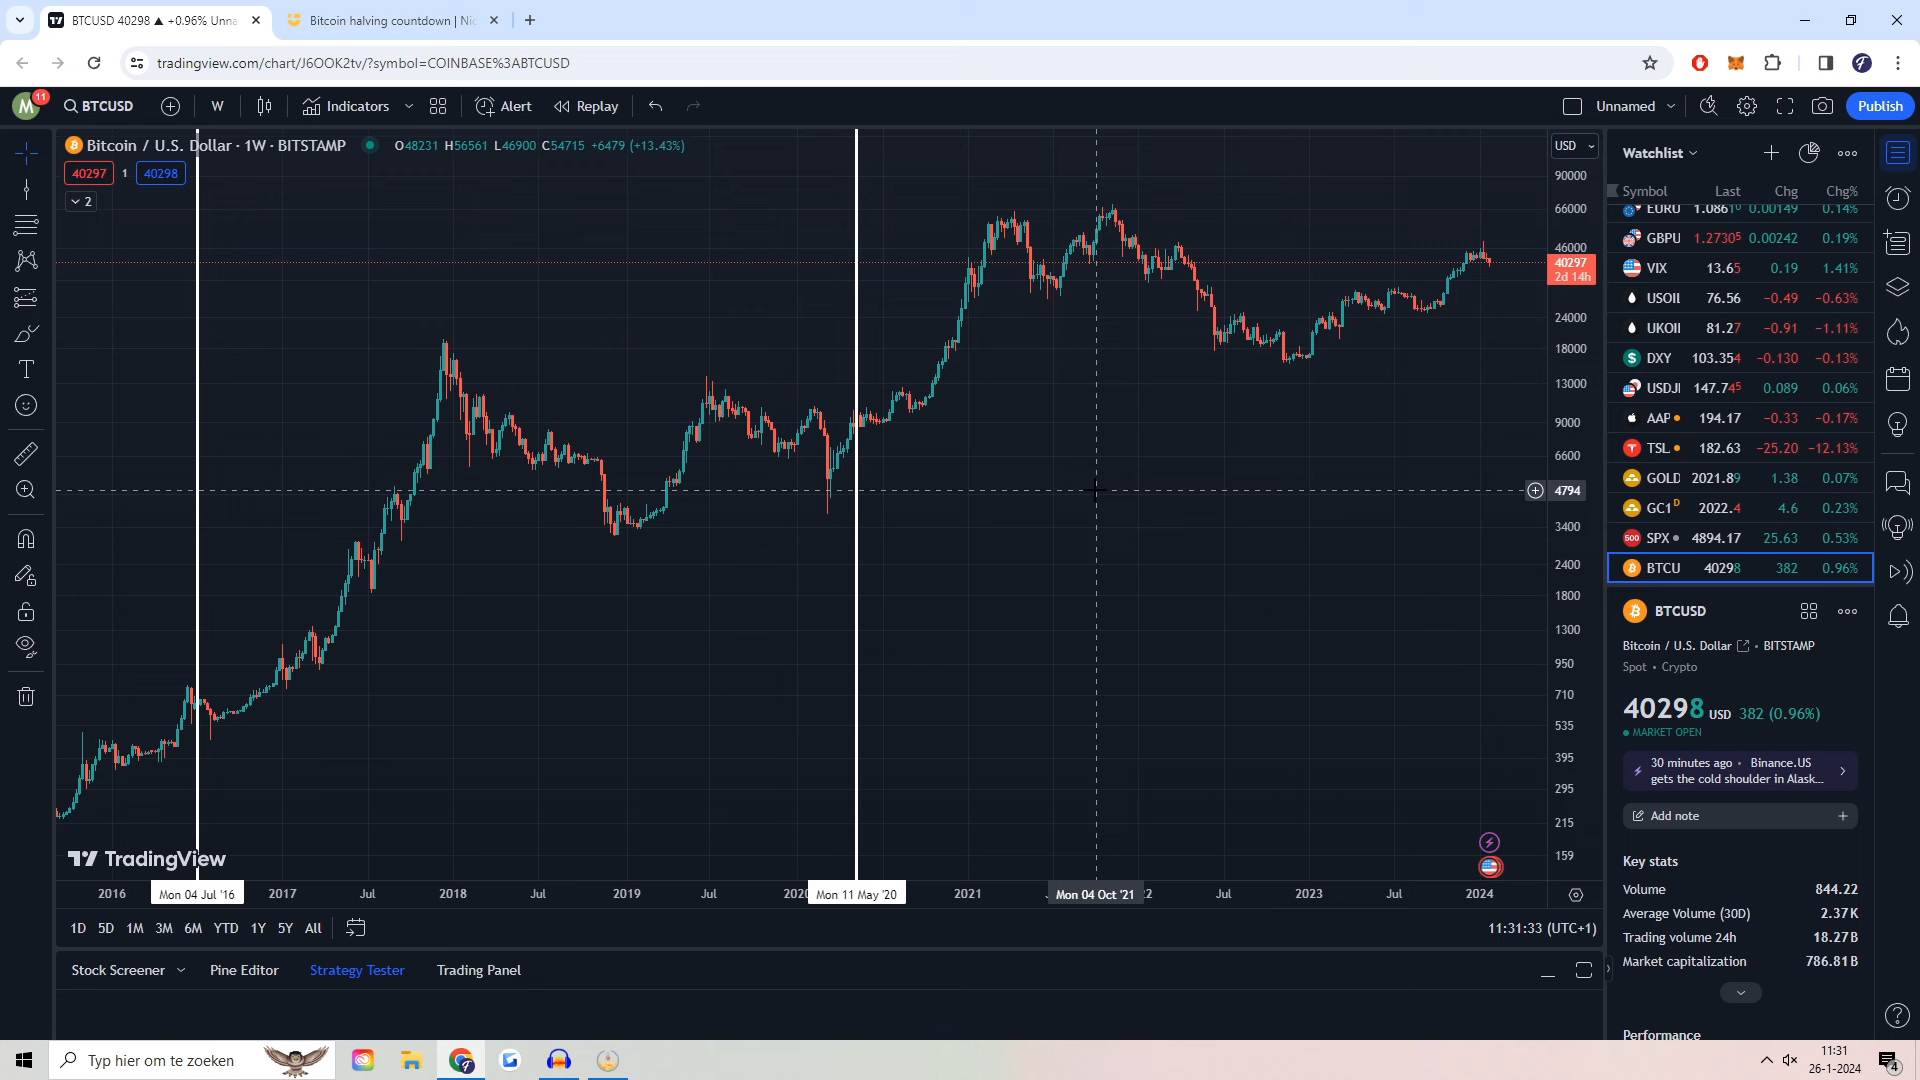 BTCUSD 40298 ▲ +0.96% Unna
Bitcoin halving countdown | Nic
tradingview.com/chart/J6OOK2tv/?symbol=COINBASE%3ABTCUSD
M 11 BTCUSD W Indicators Alert Replay Unnamed Publish
Bitcoin / U.S. Dollar · 1W · BITSTAMP O48231 H56561 L46900 C54715 +6479 (+13.43%)
40297 1 40298
2
USD
90000
66000
46000
40297
2d 14h
24000
18000
13000
9000
6600
4794
3400
2400
1800
1300
950
710
535
395
295
215
159
TradingView
2016 Mon 04 Jul '16 2017 Jul 2018 Jul 2019 Jul 2020 Mon 11 May '20 2021 Mon 04 Oct '21 22 Jul 2023 Jul 2024
1D 5D 1M 3M 6M YTD 1Y 5Y All 11:31:33 (UTC+1)
Stock Screener Pine Editor Strategy Tester Trading Panel
Watchlist
Symbol Last Chg Chg%
EURU 1.0861⁰ 0.00149 0.14%
GBPU 1.2730⁵ 0.00242 0.19%
VIX 13.65 0.19 1.41%
USOIL 76.56 −0.49 −0.63%
UKOIL 81.27 −0.91 −1.11%
DXY 103.354 −0.130 −0.13%
USDJI 147.74⁵ 0.089 0.06%
AAP 194.17 −0.33 −0.17%
TSL 182.63 −25.20 −12.13%
GOLD 2021.89 1.38 0.07%
GC1 D 2022.4 4.6 0.23%
500 SPX 4894.17 25.63 0.53%
BTCU 40298 382 0.96%
BTCUSD
Bitcoin / U.S. Dollar • BITSTAMP
Spot • Crypto
40298 USD 382 (0.96%)
MARKET OPEN
30 minutes ago • Binance.US
gets the cold shoulder in Alask...
Add note
Key stats
Volume 844.22
Average Volume (30D) 2.37K
Trading volume 24h 18.27B
Market capitalization 786.81B
Performance
Typ hier om te zoeken
11:31
26-1-2024
4